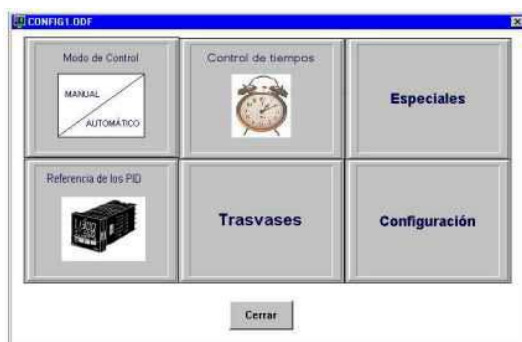 CONFIG1.ODF
Modo de Control
MANUAL
AUTOMÁTICO
Control de tiempos
Especiales
Referencia de los PID
Trasvases
Configuración
Cerrar